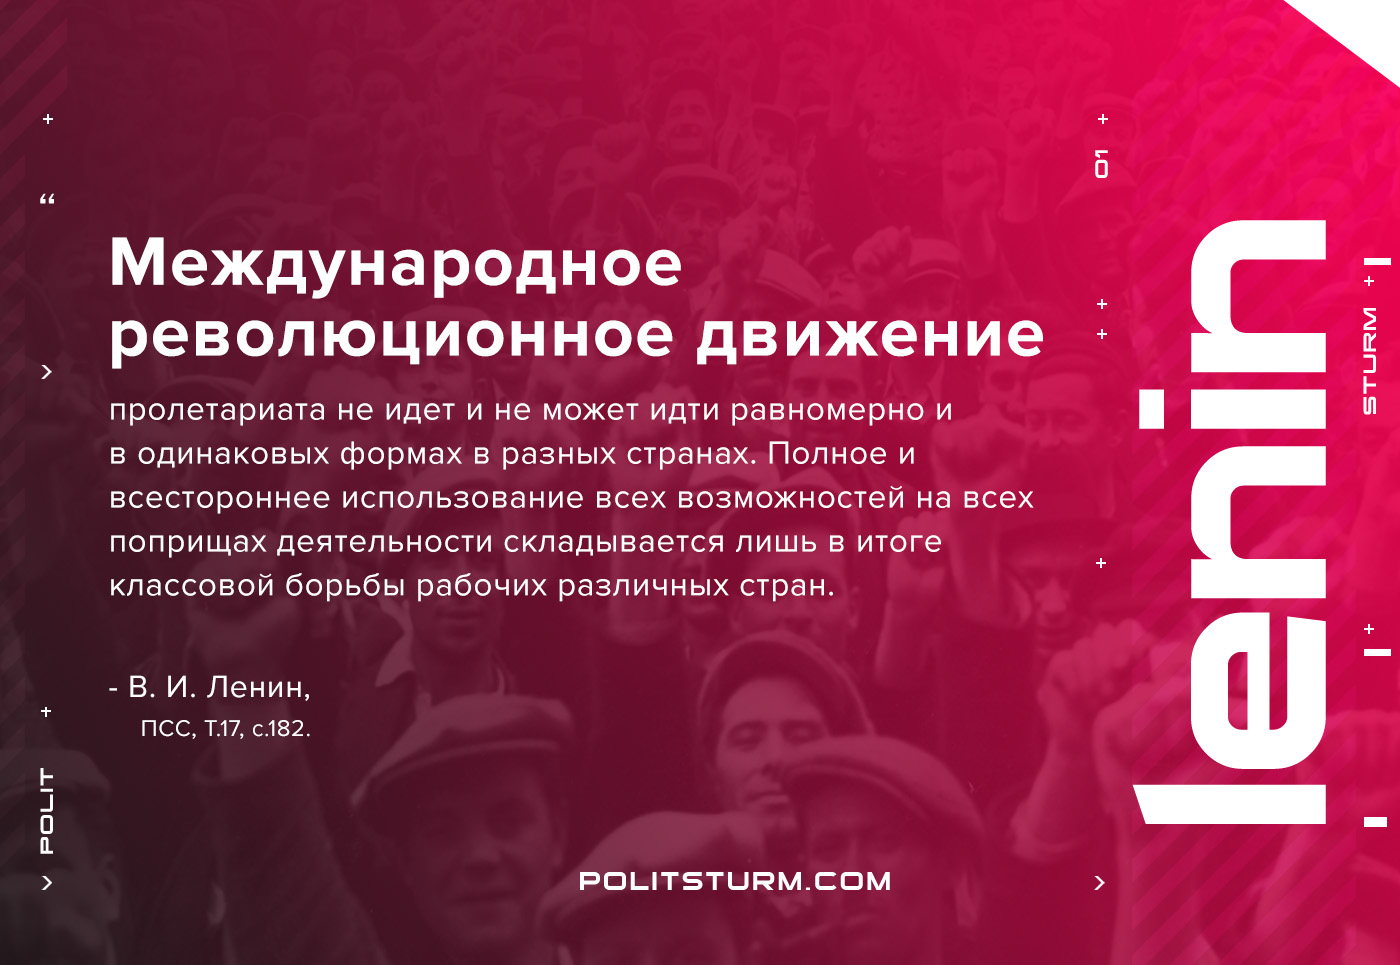 “
Международное
революционное движение
пролетариата не идет и не может идти равномерно и
в одинаковых формах в разных странах. Полное и
всестороннее использование всех возможностей на всех
поприщах деятельности складывается лишь в итоге
классовой борьбы рабочих различных стран.
- В. И. Ленин,
ПСС, Т.17, с.182.
POLIT
POLITSTURM.COM
01
lenin
STURM